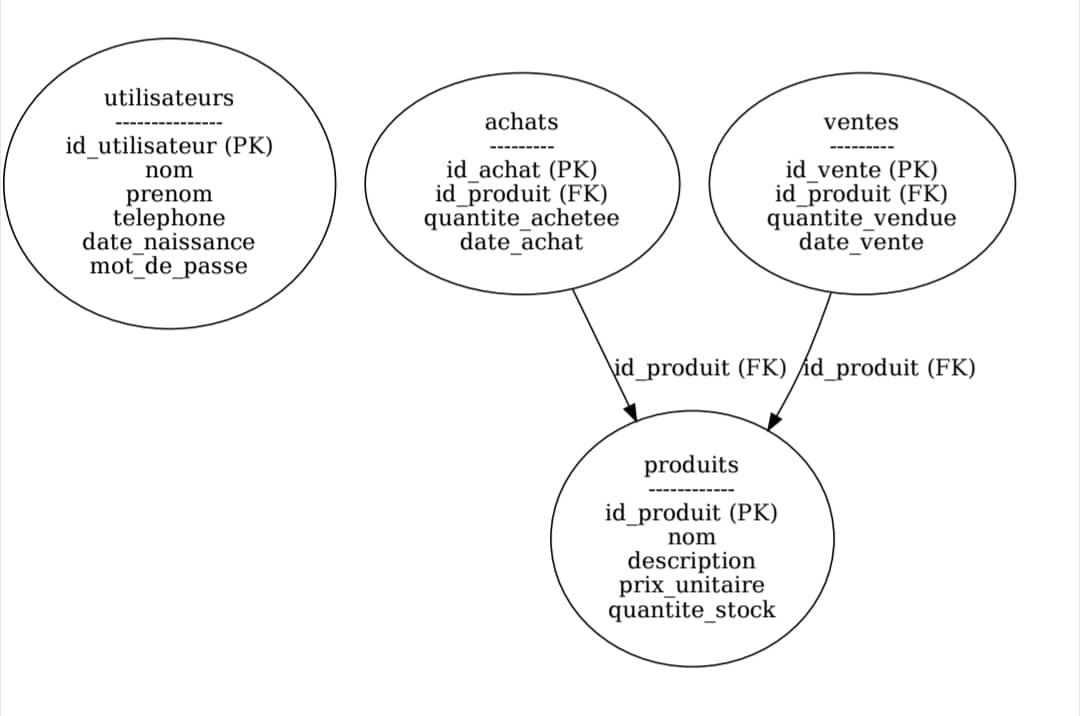 utilisateurs
---------------
id_utilisateur (PK)
nom
prenom
telephone
date_naissance
mot_de_passe
achats
---------
id_achat (PK)
id_produit (FK)
quantite_achetee
date_achat
ventes
---------
id_vente (PK)
id_produit (FK)
quantite_vendue
date_vente
id_produit (FK)
id_produit (FK)
produits
------------
id_produit (PK)
nom
description
prix_unitaire
quantite_stock